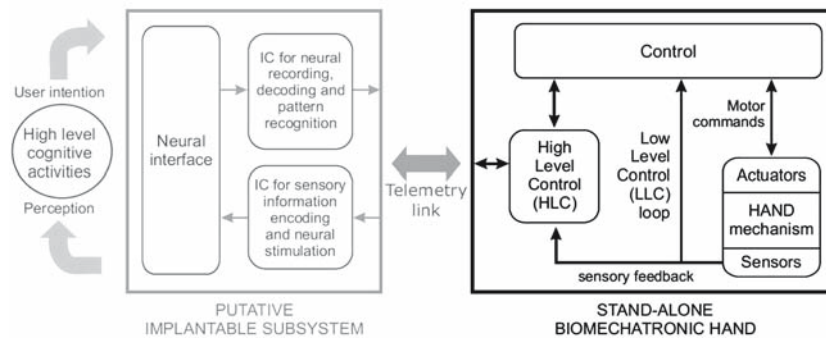 User intention
High level
cognitive
activities
Perception
Neural
interface
IC for neural
recording,
decoding and
pattern
recognition
IC for sensory
information
encoding
and neural
stimulation
PUTATIVE
IMPLANTABLE SUBSYSTEM
Telemetry
link
Control
High
Level
Control
(HLC)
Low
Level
Control
(LLC)
loop
Motor
commands
Actuators
HAND
mechanism
Sensors
sensory feedback
STAND-ALONE
BIOMECHATRONIC HAND